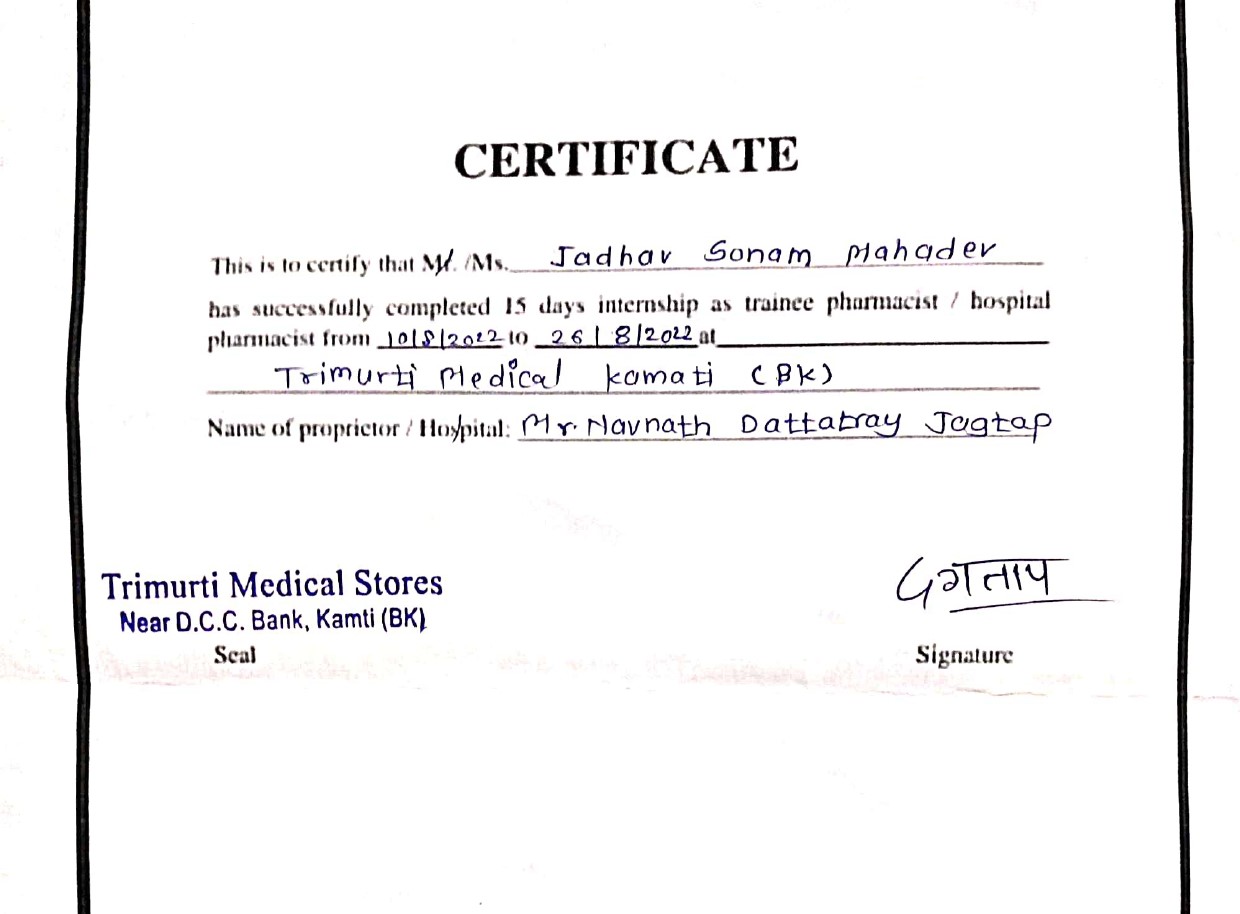 CERTIFICATE
This is to certify that Mr. /Ms. Jadhav Sonam Mahadev
has successfully completed 15 days internship as trainee pharmacist / hospital
pharmacist from 10/8/2022 to 26/8/2022 at
Trimurti Medical Kamati (BK)
Name of proprietor / Hospital: Mr. Navnath Dattatray Jagtap
Trimurti Medical Stores
Near D.C.C. Bank, Kamti (BK)
Seal
Signature